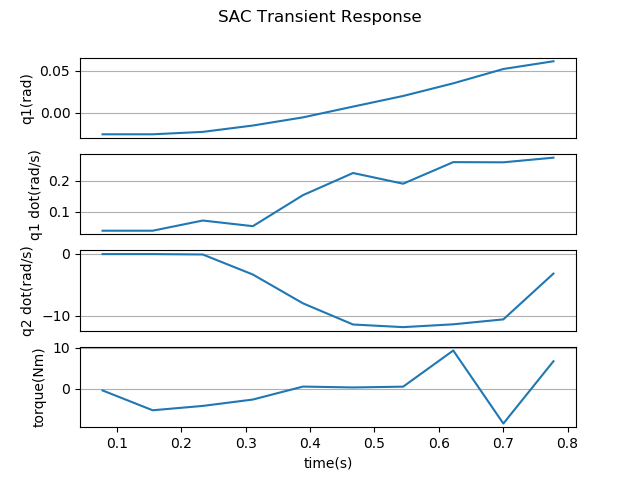 SAC Transient Response
0.05
0.00
q1(rad)
0.2
0.1
q1 dot(rad/s)
0
−10
q2 dot(rad/s)
10
0
torque(Nm)
0.1 0.2 0.3 0.4 0.5 0.6 0.7 0.8
time(s)